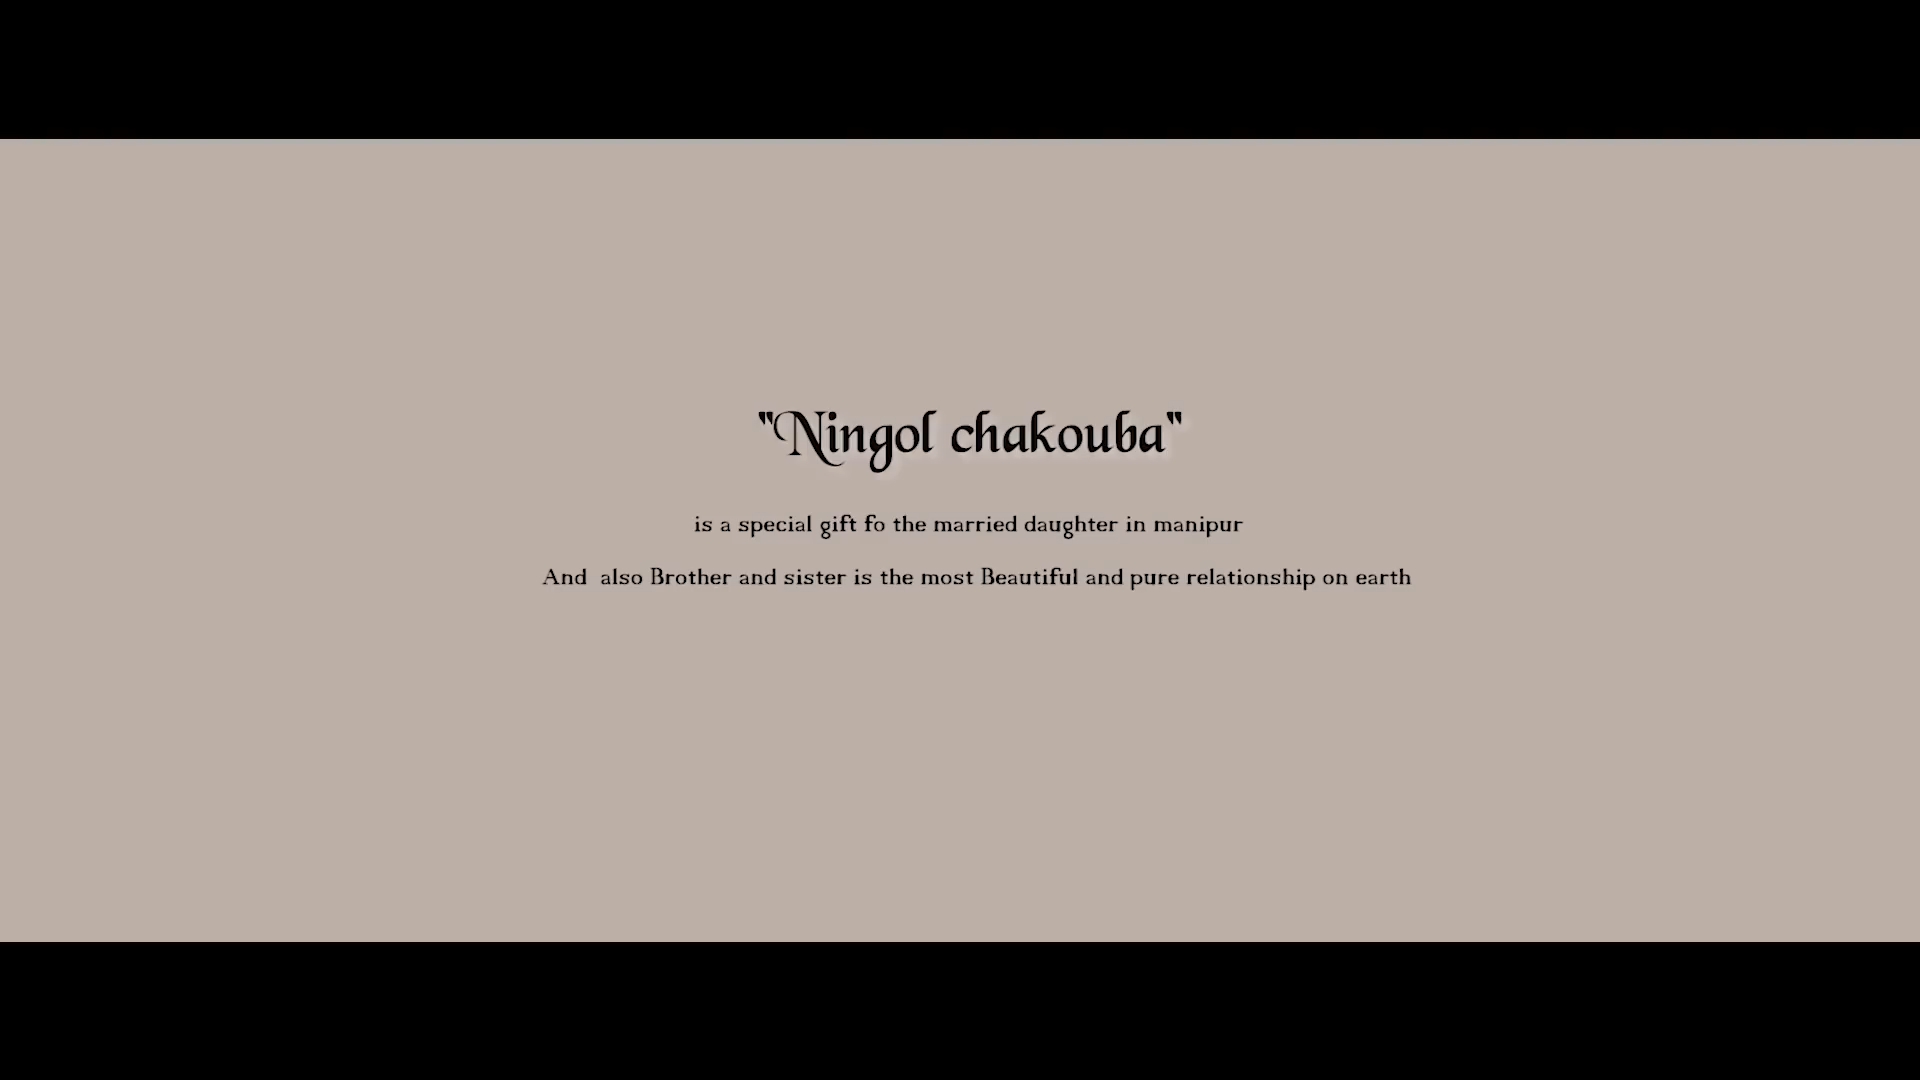 "Ningol chakouba"
is a special gift fo the married daughter in manipur
And also Brother and sister is the most Beautiful and pure relationship on earth